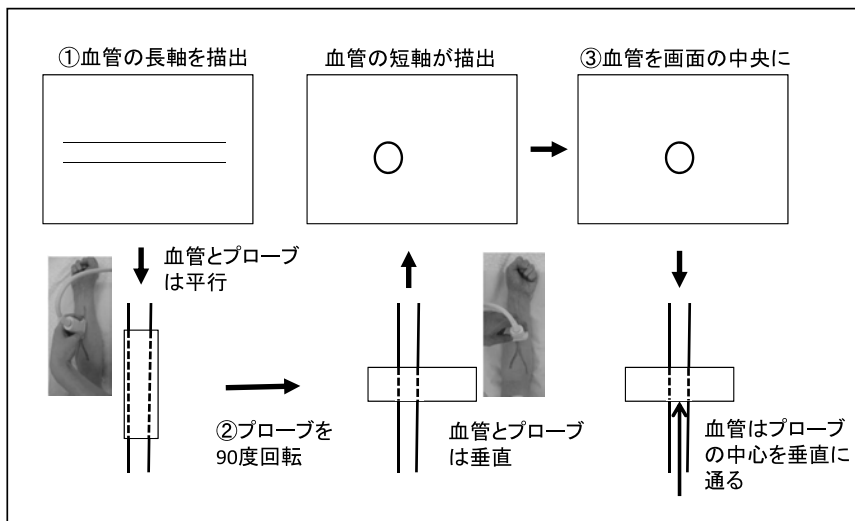 ①血管の長軸を描出
血管の短軸が描出
③血管を画面の中央に
血管とプローブ
は平行
②プローブを
90度回転
血管とプローブ
は垂直
血管はプローブ
の中心を垂直に
通る